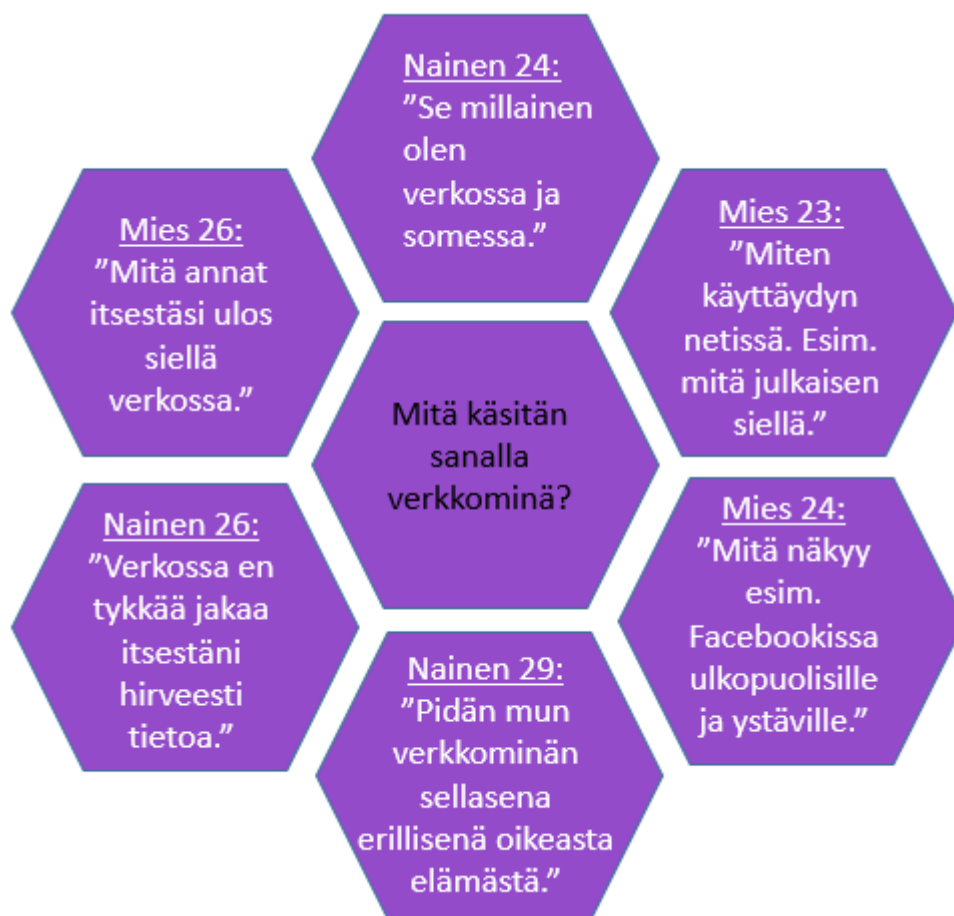 Nainen 24:
”Se millainen
olen
verkossa ja
somessa.”
Mies 26:
”Mitä annat
itsestäsi ulos
siellä
verkossa.”
Mies 23:
”Miten
käyttäydyn
netissä. Esim.
mitä julkaisen
siellä.”
Mitä käsitän
sanalla
verkkominä?
Nainen 26:
”Verkossa en
tykkää jakaa
itsestäni
hirveesti
tietoa.”
Mies 24:
”Mitä näkyy
esim.
Facebookissa
ulkopuolisille
ja ystäville.”
Nainen 29:
”Pidän mun
verkkominän
sellasena
erillisenä oikeasta
elämästä.”